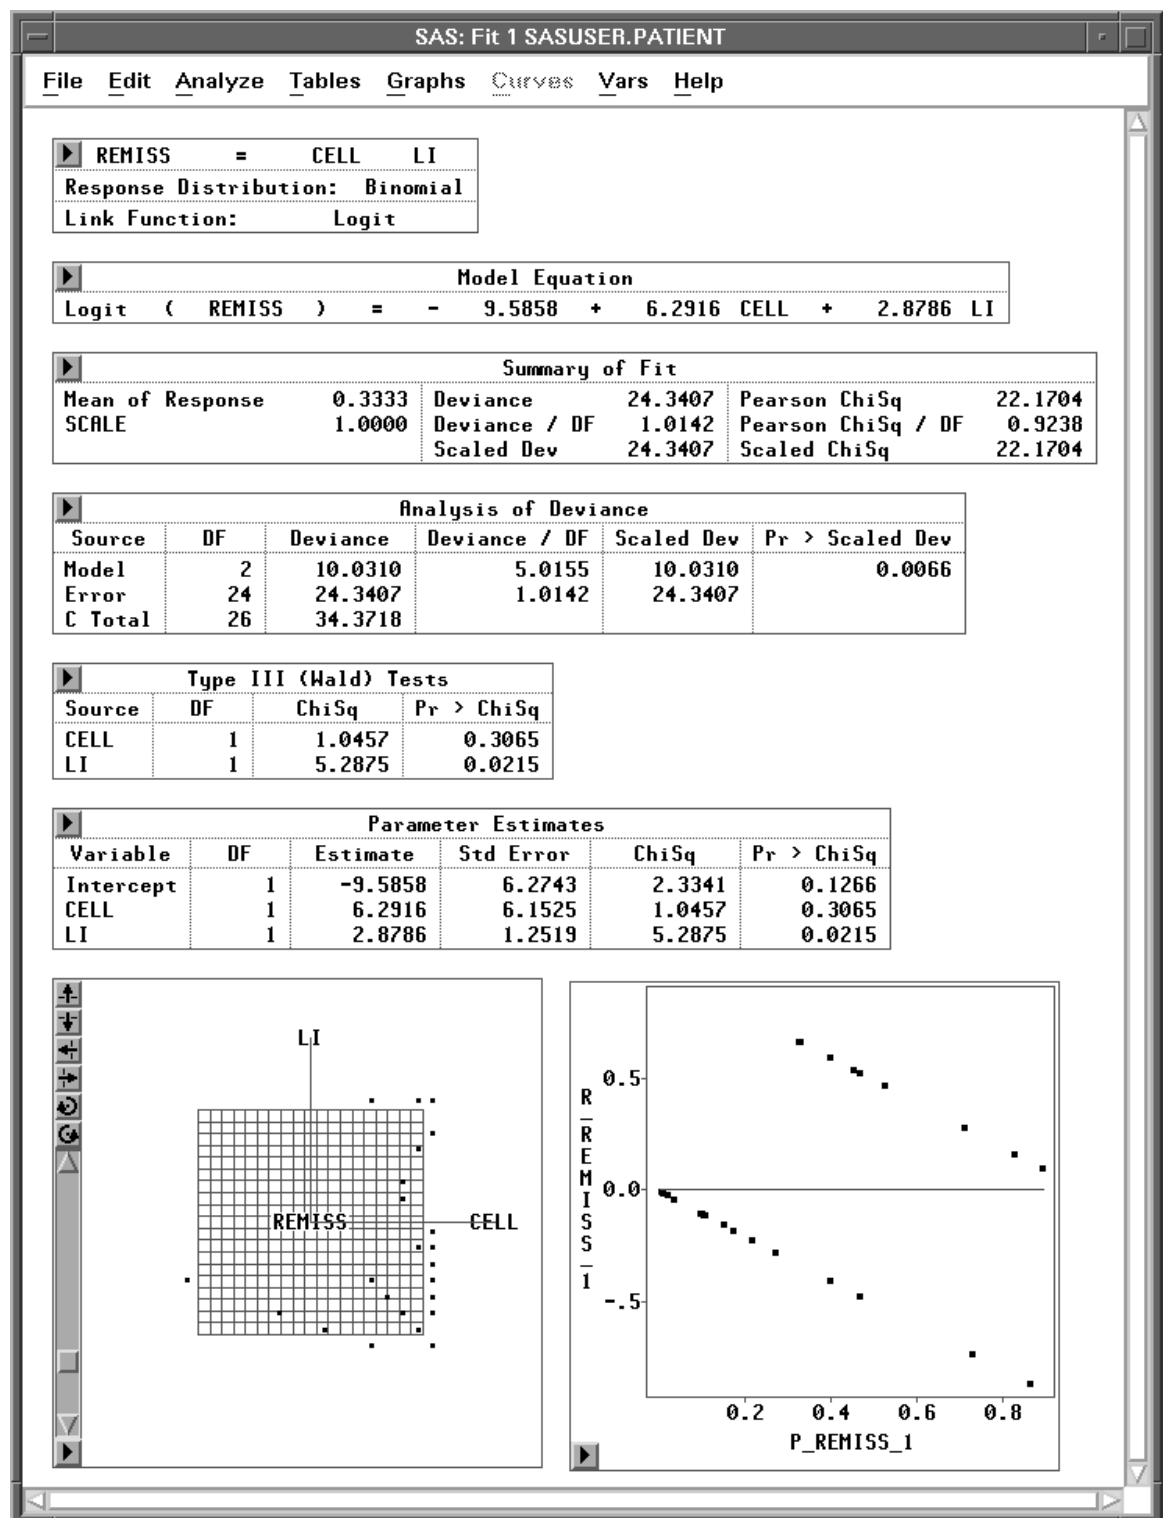 SAS: Fit 1 SASUSER.PATIENT
File Edit Analyze Tables Graphs Curves Vars Help
REMISS = CELL LI
Response Distribution: Binomial
Link Function: Logit
Model Equation
Logit ( REMISS ) = - 9.5858 + 6.2916 CELL + 2.8786 LI
Summary of Fit
Mean of Response 0.3333 Deviance 24.3407 Pearson ChiSq 22.1704
SCALE 1.0000 Deviance / DF 1.0142 Pearson ChiSq / DF 0.9238
Scaled Dev 24.3407 Scaled ChiSq 22.1704
Analysis of Deviance
Source DF Deviance Deviance / DF Scaled Dev Pr > Scaled Dev
Model 2 10.0310 5.0155 10.0310 0.0066
Error 24 24.3407 1.0142 24.3407
C Total 26 34.3718
Type III (Wald) Tests
Source DF ChiSq Pr > ChiSq
CELL 1 1.0457 0.3065
LI 1 5.2875 0.0215
Parameter Estimates
Variable DF Estimate Std Error ChiSq Pr > ChiSq
Intercept 1 -9.5858 6.2743 2.3341 0.1266
CELL 1 6.2916 6.1525 1.0457 0.3065
LI 1 2.8786 1.2519 5.2875 0.0215
LI
REMISS CELL
R_REMISS_1
0.5
0.0
-.5
0.2 0.4 0.6 0.8
P_REMISS_1